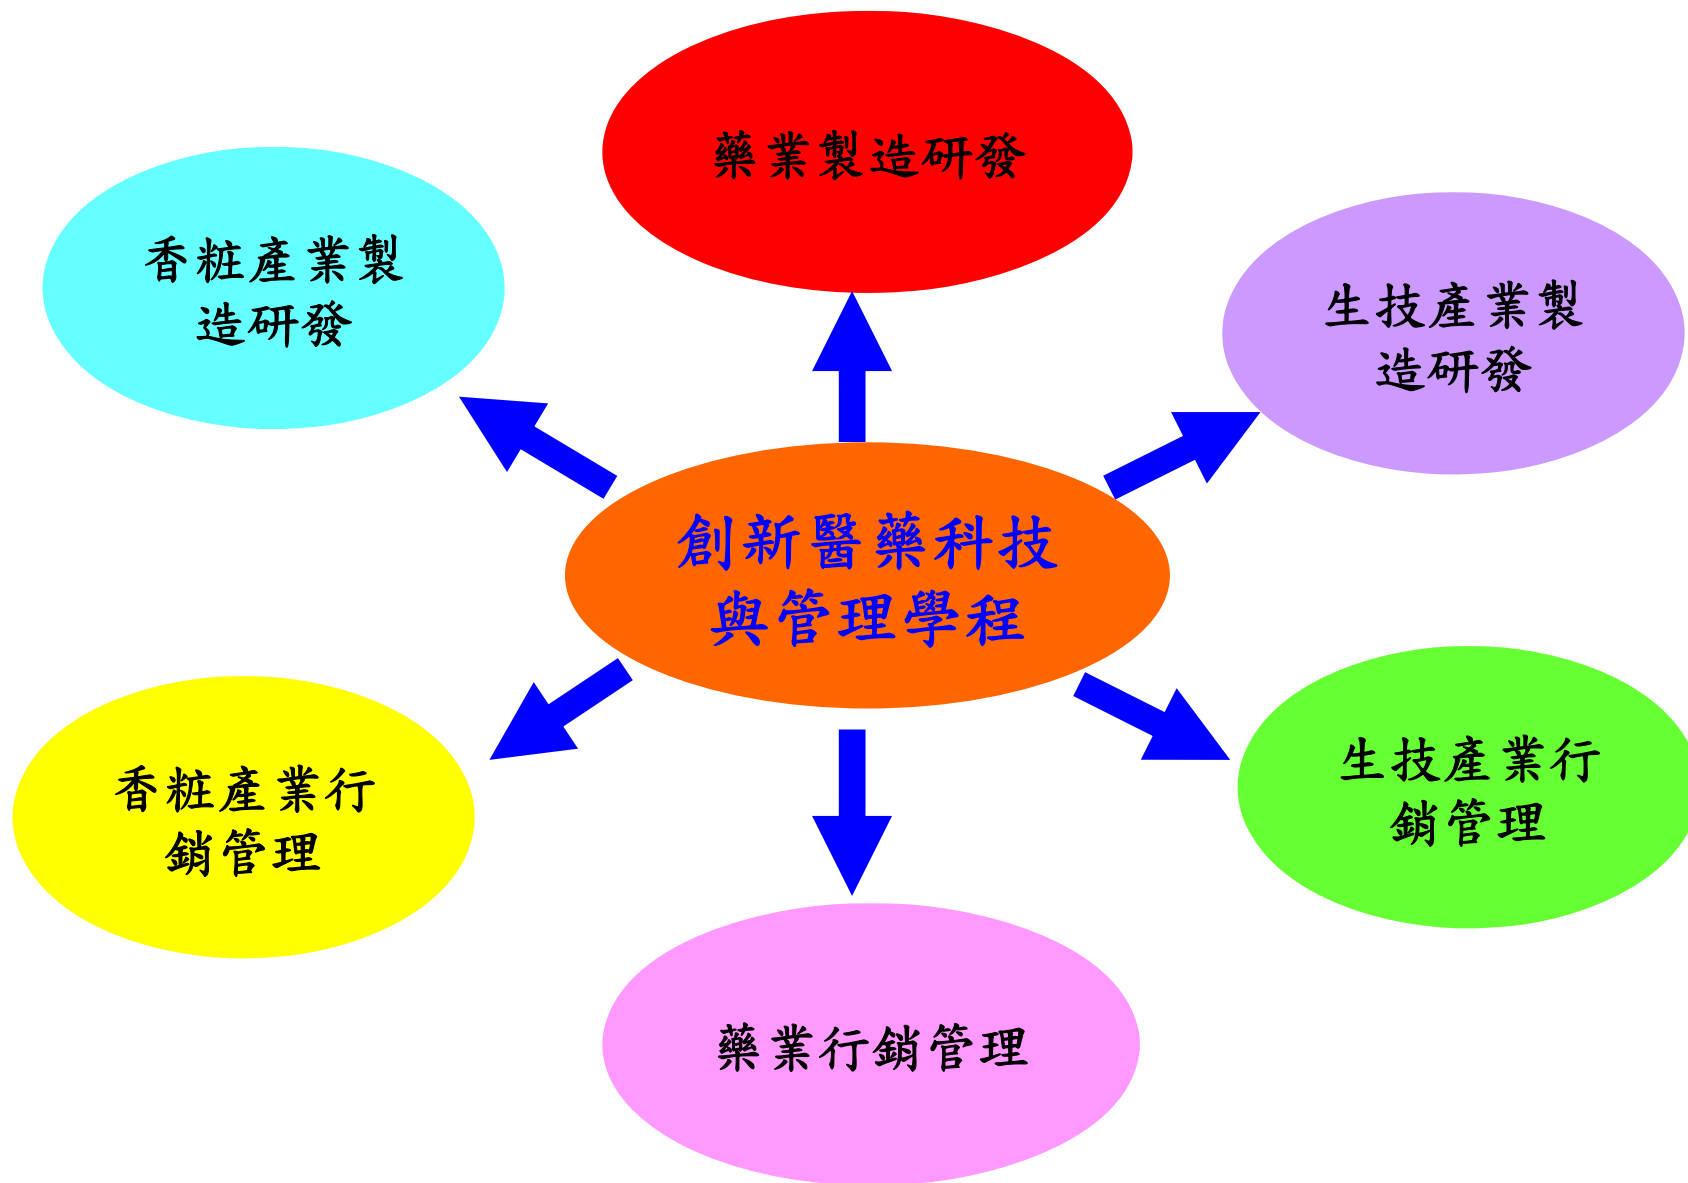 藥業製造研發
香粧產業製
造研發
生技產業製
造研發
創新醫藥科技
與管理學程
香粧產業行
銷管理
生技產業行
銷管理
藥業行銷管理